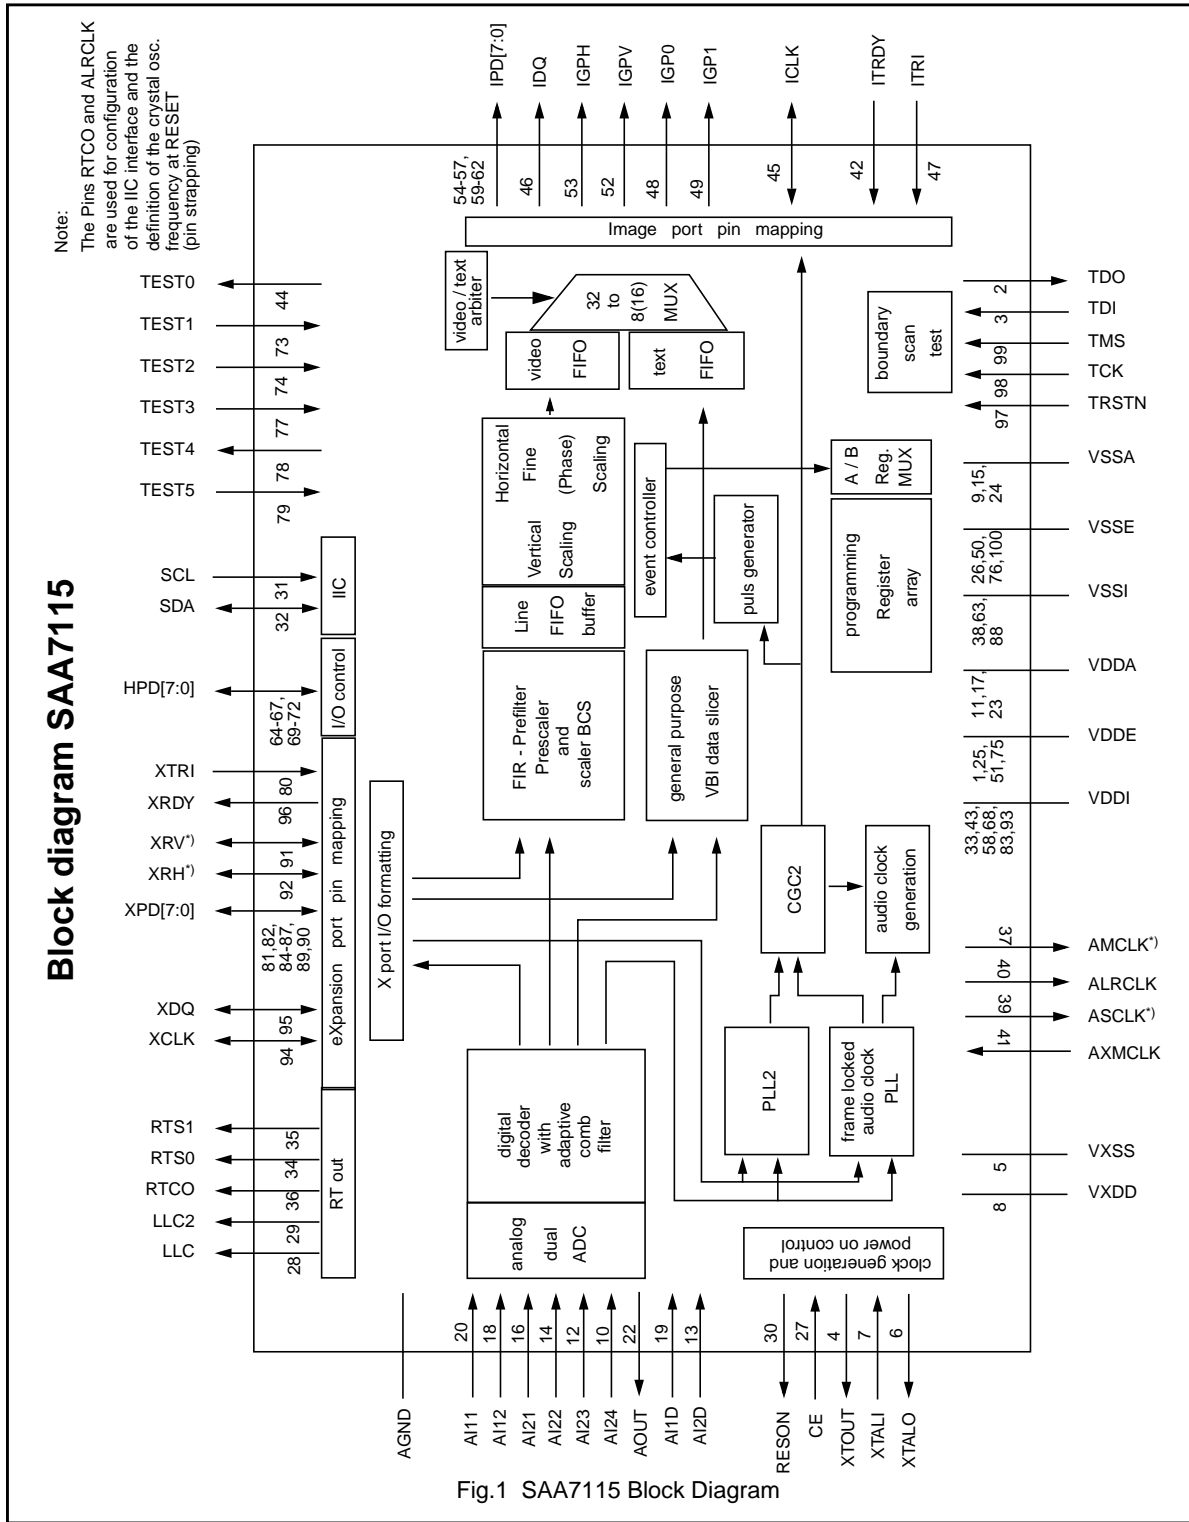 Block diagram SAA7115
Note:
The Pins RTCO and ALRCLK
are used for configuration
of the IIC interface and the
definition of the crystal osc.
frequency at RESET
(pin strapping)
IPD[7:0]
IDQ
IGPH
IGPV
IGP0
IGP1
ICLK
ITRDY
ITRI
54-57,
59-62
46
53
52
48
49
45
42
47
Image port pin mapping
TEST0
44
TEST1
73
TEST2
74
TEST3
77
TEST4
78
TEST5
79
SCL
31
SDA
32
IIC
HPD[7:0]
64-67,
69-72
I/O control
XTRI
80
XRDY
96
XRV*)
91
XRH*)
92
XPD[7:0]
81,82,
84-87,
89,90
XDQ
95
XCLK
94
eXpansion port pin mapping
X port I/O formatting
RTS1
35
RTS0
34
RTCO
36
LLC2
29
LLC
28
RT out
video / text
arbiter
32
to
8(16)
MUX
video
FIFO
text
FIFO
Horizontal
Fine
(Phase)
Scaling
Vertical
Scaling
Line
FIFO
buffer
FIR - Prefilter
Prescaler
and
scaler BCS
event controller
puls generator
general purpose
VBI data slicer
A / B
Reg.
MUX
programming
Register
array
boundary
scan
test
CGC2
audio clock
generation
PLL2
frame locked
audio clock
PLL
digital
decoder
with
adaptive
comb
filter
analog
dual
ADC
clock generation and
power on control
TDO
2
TDI
3
TMS
99
TCK
98
TRSTN
97
VSSA
9,15,
24
VSSE
26,50,
76,100
VSSI
38,63,
88
VDDA
11,17,
23
VDDE
1,25,
51,75
VDDI
33,43,
58,68,
83,93
AMCLK*)
37
ALRCLK
40
ASCLK*)
39
AXMCLK
41
VXSS
5
VXDD
8
20
18
16
14
12
10
22
19
13
30
27
4
7
6
AGND
AI11
AI12
AI21
AI22
AI23
AI24
AOUT
AI1D
AI2D
RESON
CE
XTOUT
XTALI
XTALO
Fig.1 SAA7115 Block Diagram